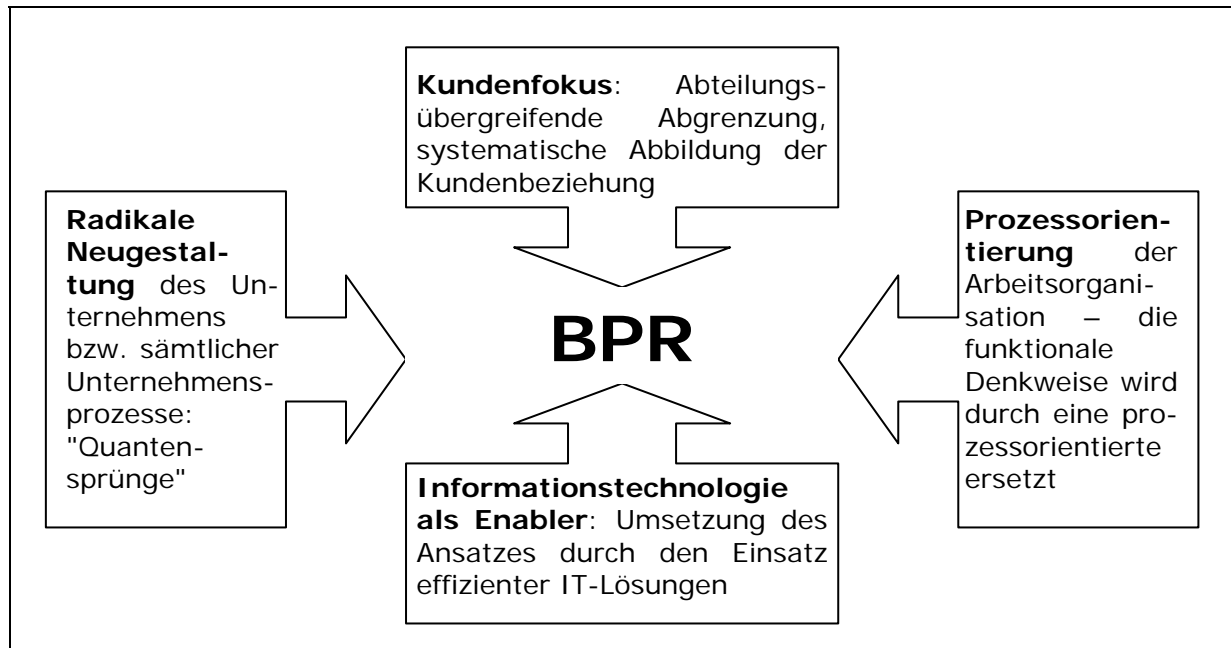 Kundenfokus: Abteilungs-
übergreifende Abgrenzung,
systematische Abbildung der
Kundenbeziehung
Radikale
Neugestal-
tung des Un-
ternehmens
bzw. sämtlicher
Unternehmens-
prozesse:
"Quanten-
sprünge"
BPR
Prozessorien-
tierung der
Arbeitsorgani-
sation – die
funktionale
Denkweise wird
durch eine pro-
zessorientierte
ersetzt
Informationstechnologie
als Enabler: Umsetzung des
Ansatzes durch den Einsatz
effizienter IT-Lösungen